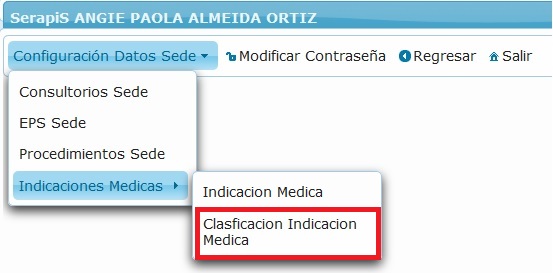 SerapiS ANGIE PAOLA ALMEIDA ORTIZ
Configuración Datos Sede Modificar Contraseña Regresar Salir
Consultorios Sede
EPS Sede
Procedimientos Sede
Indicaciones Medicas
Indicacion Medica
Clasficacion Indicacion
Medica